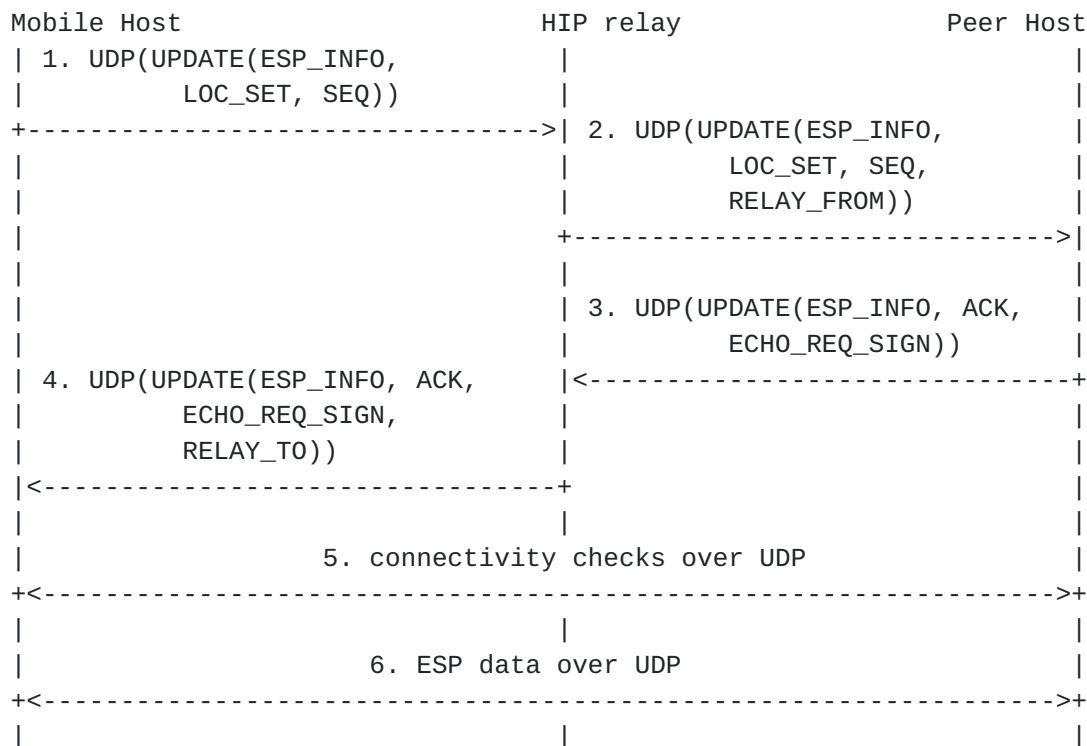 Mobile Host HIP relay Peer Host
| 1. UDP(UPDATE(ESP_INFO, | |
| LOC_SET, SEQ)) | |
+--------------------------------->| 2. UDP(UPDATE(ESP_INFO, |
| | LOC_SET, SEQ, |
| | RELAY_FROM)) |
| +------------------------------->|
| | |
| | 3. UDP(UPDATE(ESP_INFO, ACK, |
| | ECHO_REQ_SIGN)) |
| 4. UDP(UPDATE(ESP_INFO, ACK, |<-------------------------------+
| ECHO_REQ_SIGN, | |
| RELAY_TO)) | |
|<---------------------------------+ |
| | |
| 5. connectivity checks over UDP |
+<------------------------------------------------------------------>+
| | |
| 6. ESP data over UDP |
+<------------------------------------------------------------------>+
| | |